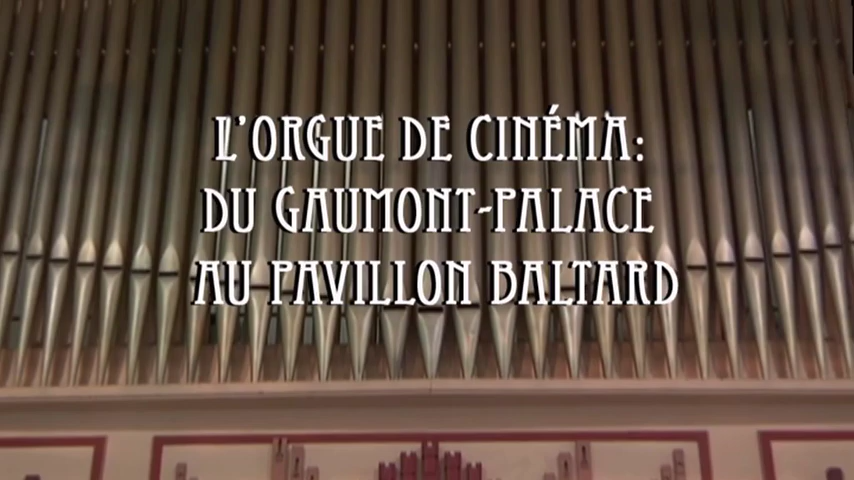 L'ORGUE DE CINÉMA:
DU GAUMONT-PALACE
AU PAVILLON BALTARD